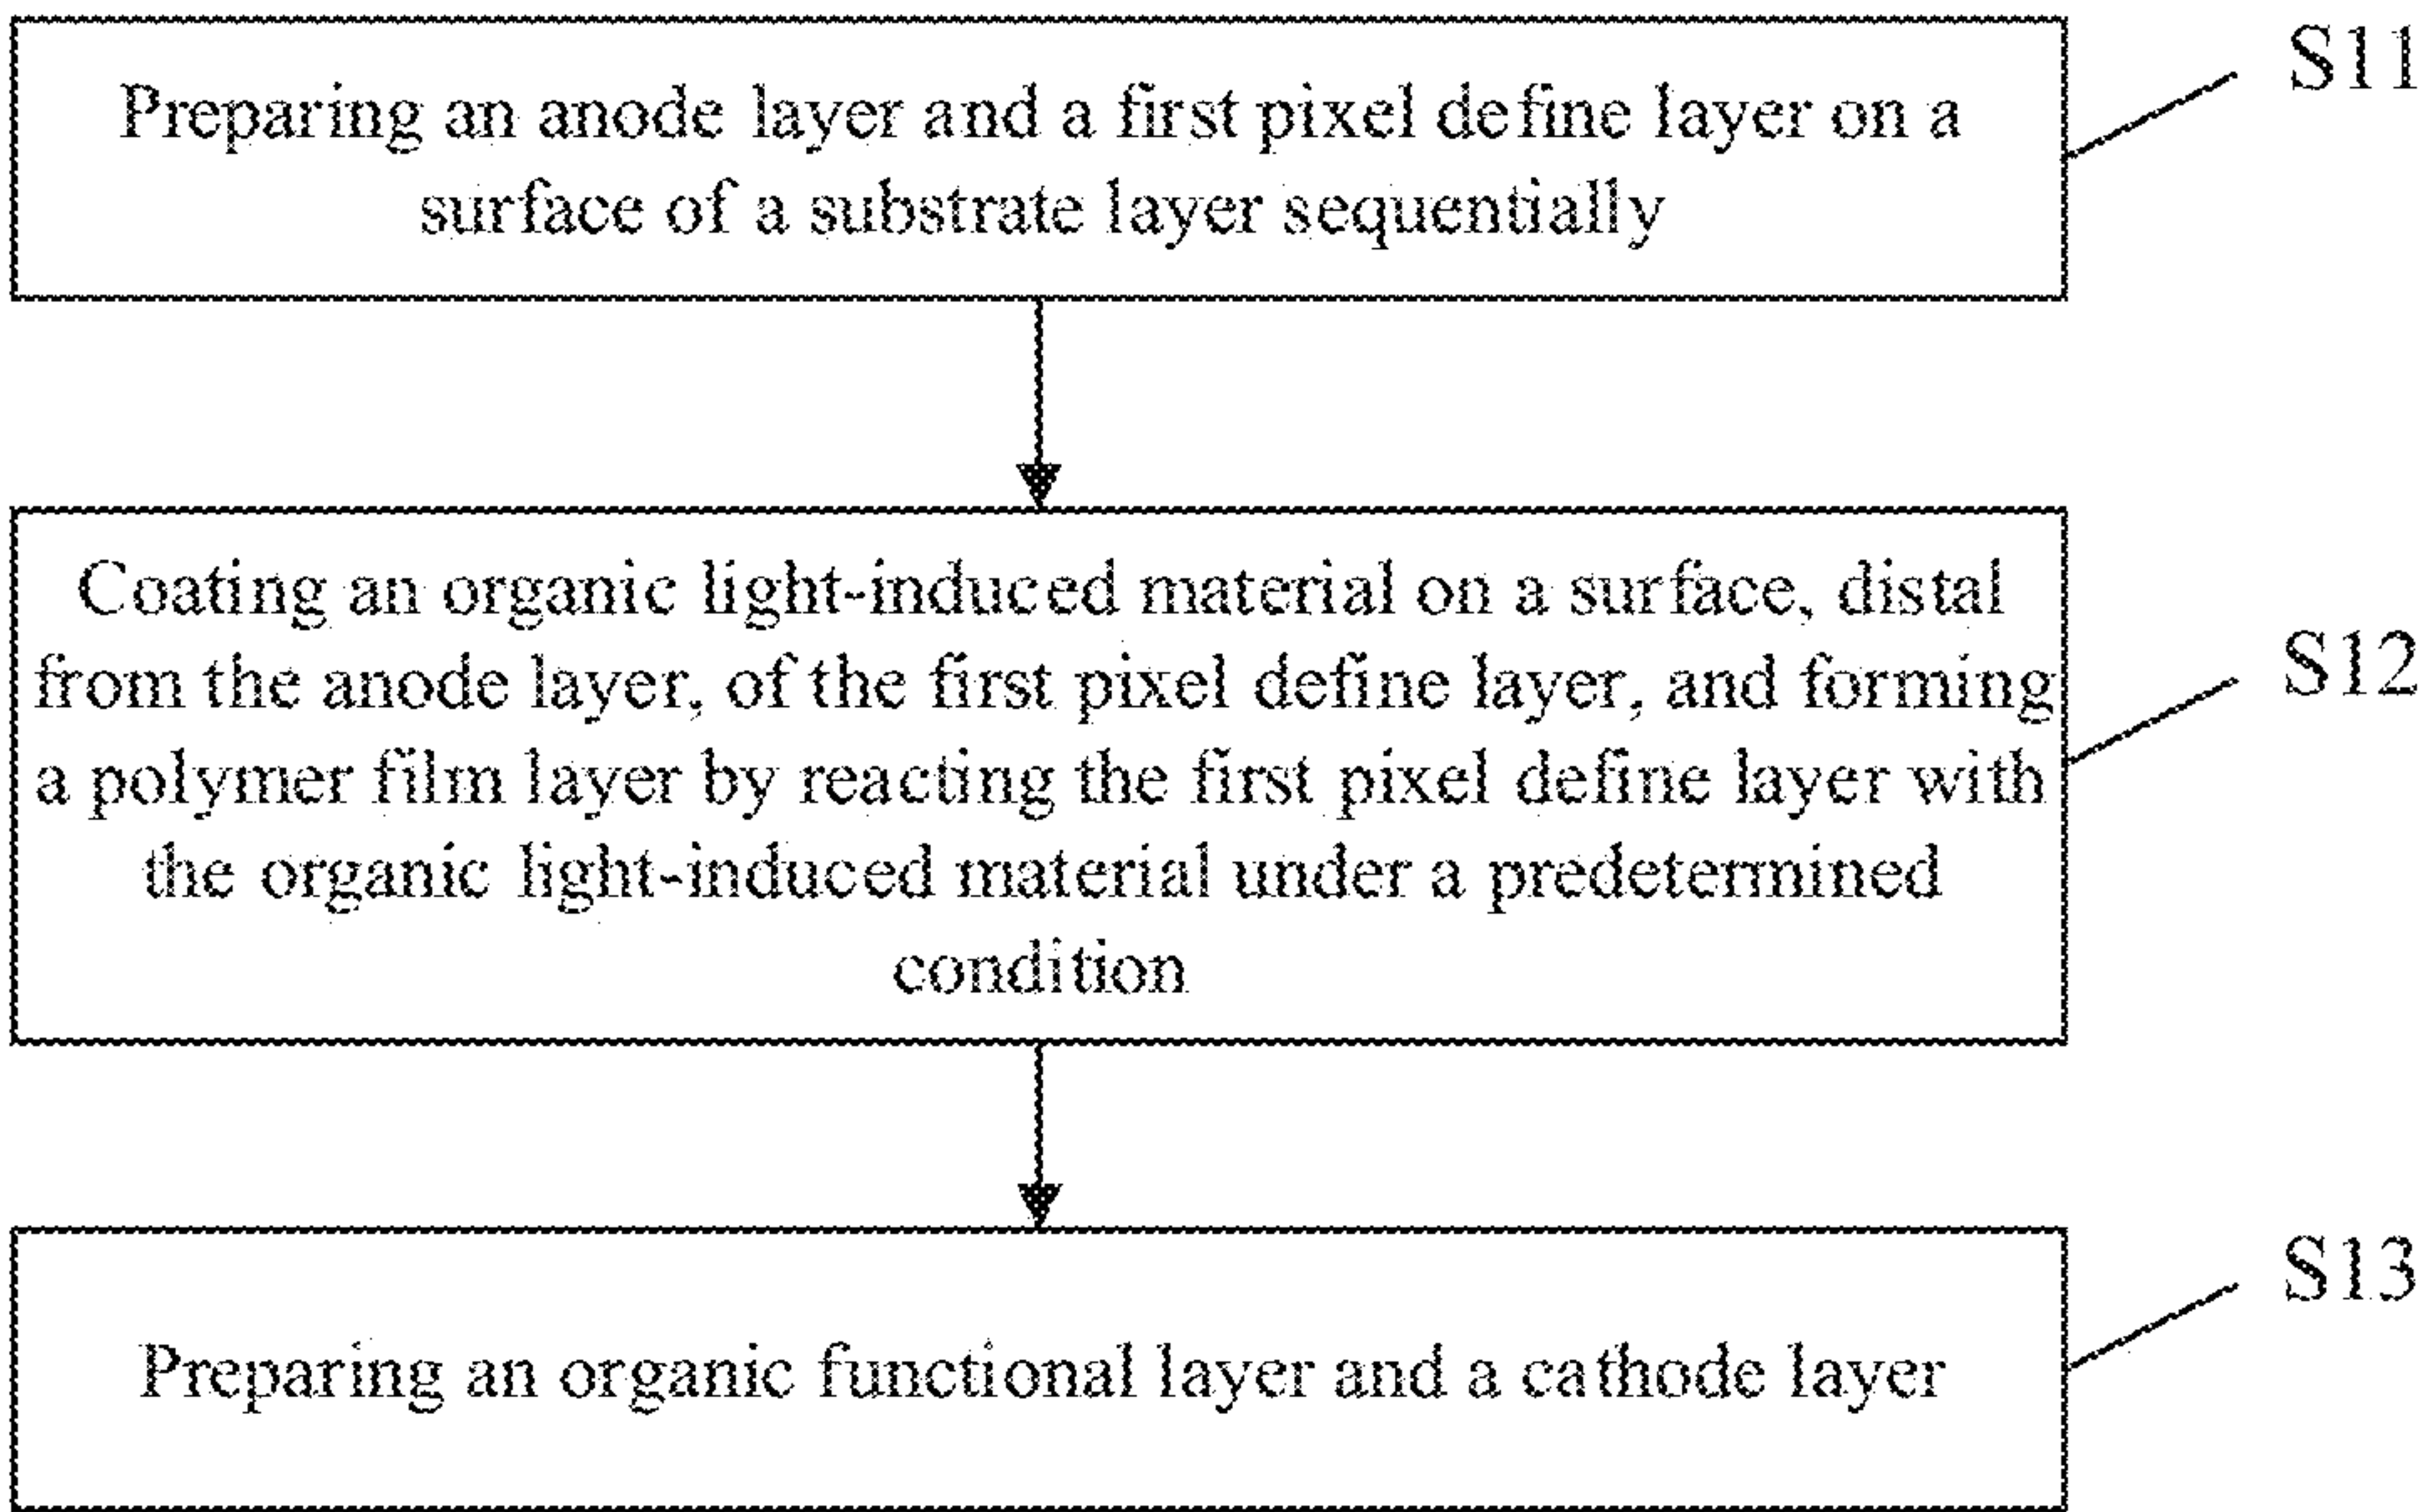 Preparing an anode layer and a first pixel define layer on a
surface of a substrate layer sequentially
S11
Coating an organic light-induced material on a surface, distal
from the anode layer, of the first pixel define layer, and forming
a polymer film layer by reacting the first pixel define layer with
the organic light-induced material under a predetermined
condition
S12
Preparing an organic functional layer and a cathode layer
S13